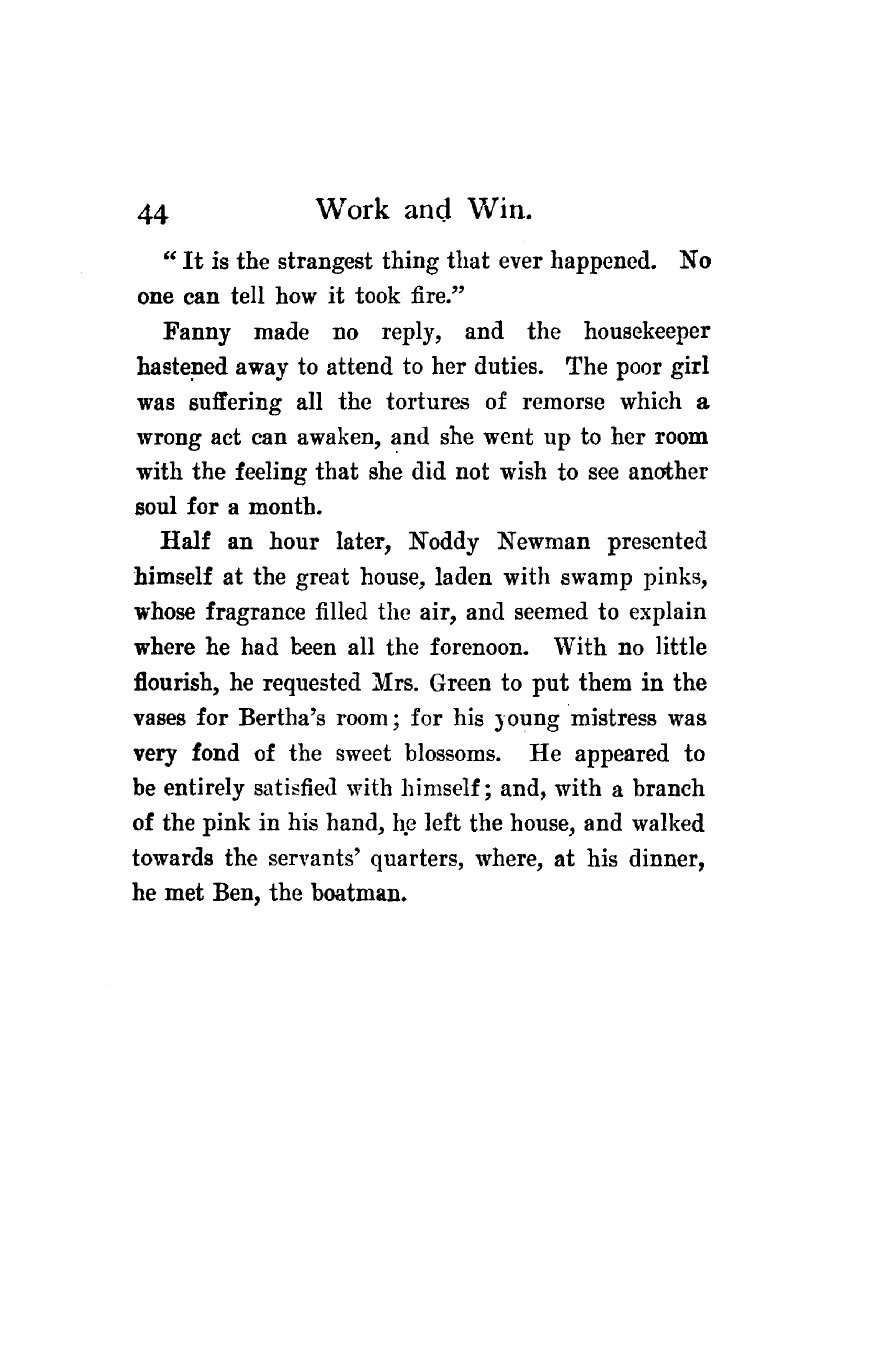 44 Work and Win.
“ It is the strangest thing that ever happened. No
one can tell how it took fire.”
Fanny made no reply, and the housekeeper
hastened away to attend to her duties. The poor girl
was suffering all the tortures of remorse which a
wrong act can awaken, and she went up to her room
with the feeling that she did not wish to see another
soul for a month.
Half an hour later, Noddy Newman presented
himself at the great house, laden with swamp pinks,
whose fragrance filled the air, and seemed to explain
where he had been all the forenoon. With no little
flourish, he requested Mrs. Green to put them in the
vases for Bertha’s room; for his young mistress was
very fond of the sweet blossoms. He appeared to
be entirely satisfied with himself; and, with a branch
of the pink in his hand, he left the house, and walked
towards the servants’ quarters, where, at his dinner,
he met Ben, the boatman.